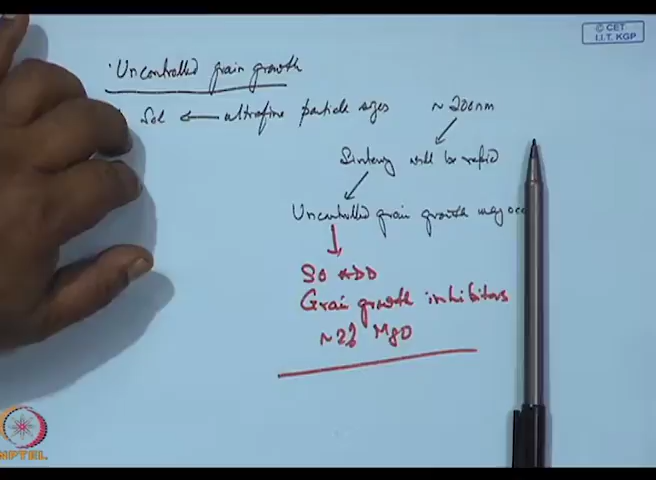 © CET
I.I.T. KGP
Uncontrolled grain growth
Sol ← ultrafine particle sizes ~ 200nm
Sintering will be rapid
Uncontrolled grain growth may occ
SO ADD
Grain growth inhibitors
~2% MgO
NPTEL